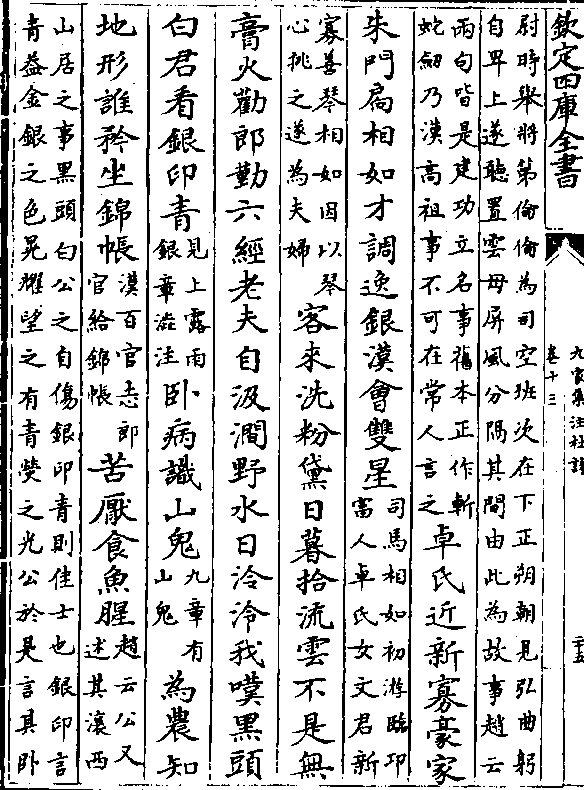 欽定四庫全書
九家集注杜詩
卷十三
尉時舉將第倫倫為司空班次在下正朔朝見弘曲躬
自卑上遂聽置雲母屏風分隔其間由此為故事趙云
兩句皆是建功立名事舊本正作斬
蛇劔乃漢高祖事不可在常人言之
卓氏近新寡豪家
朱門扃相如才調逸銀漢會雙星
司馬相如初游臨邛
富人卓氏女文君新
寡善琴相如因以琴
心挑之遂為夫婦
客來洗粉黛日暮拾流雲不是無
膏火勸郎勤六經老夫自汲澗野水日泠泠我嘆黑頭
白君看銀印青
見上露雨
銀章澁注
卧病識山鬼
九章有
山鬼
為農知
地形誰矜坐錦帳
漢百官志郎
官給錦帳
苦厭食魚腥
趙云公又
述其瀼西
山居之事黑頭白公之自傷銀印青則佳士也銀印言
青葢金銀之色晃耀望之有青熒之光公於是言其卧